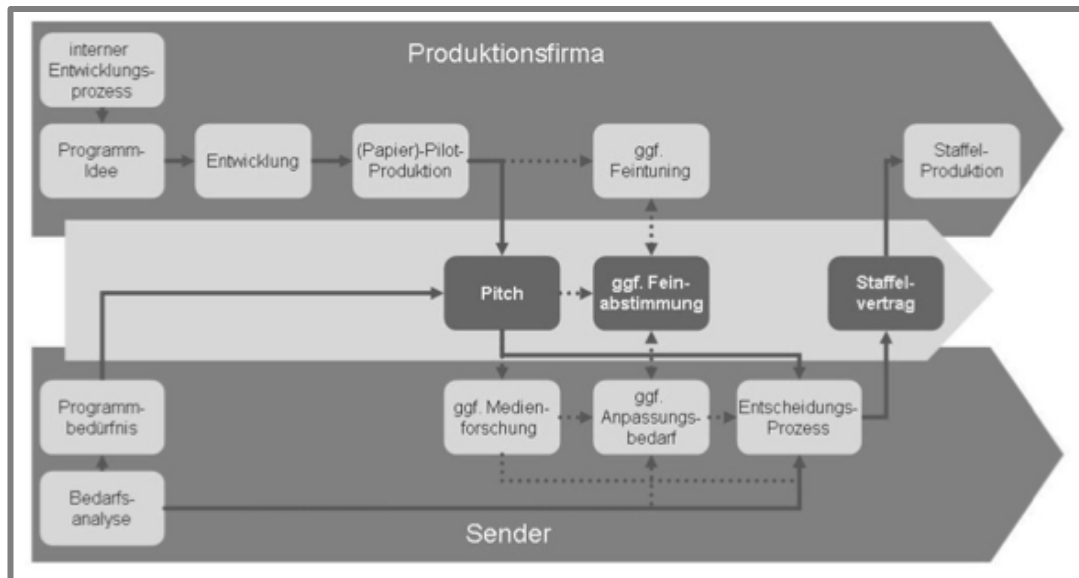 Produktionsfirma
interner
Entwicklungs-
prozess
Programm-
Idee
Entwicklung
(Papier)-Pilot-
Produktion
ggf.
Feintuning
Staffel-
Produktion
Pitch
ggf. Fein-
abstimmung
Staffel-
vertrag
Programm-
bedürfnis
ggf. Medien-
forschung
ggf.
Anpassungs-
bedarf
Entscheidungs-
Prozess
Bedarfs-
analyse
Sender